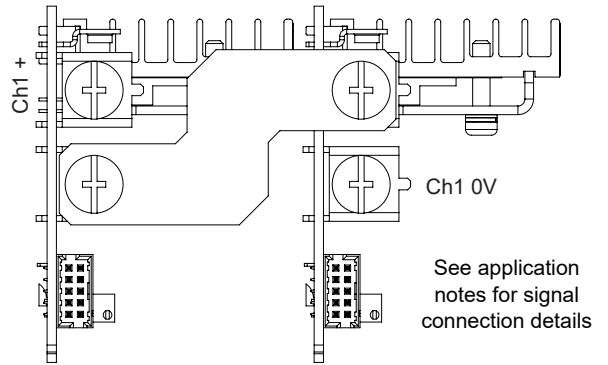 Ch1 +
Ch1 0V
See application
notes for signal
connection details